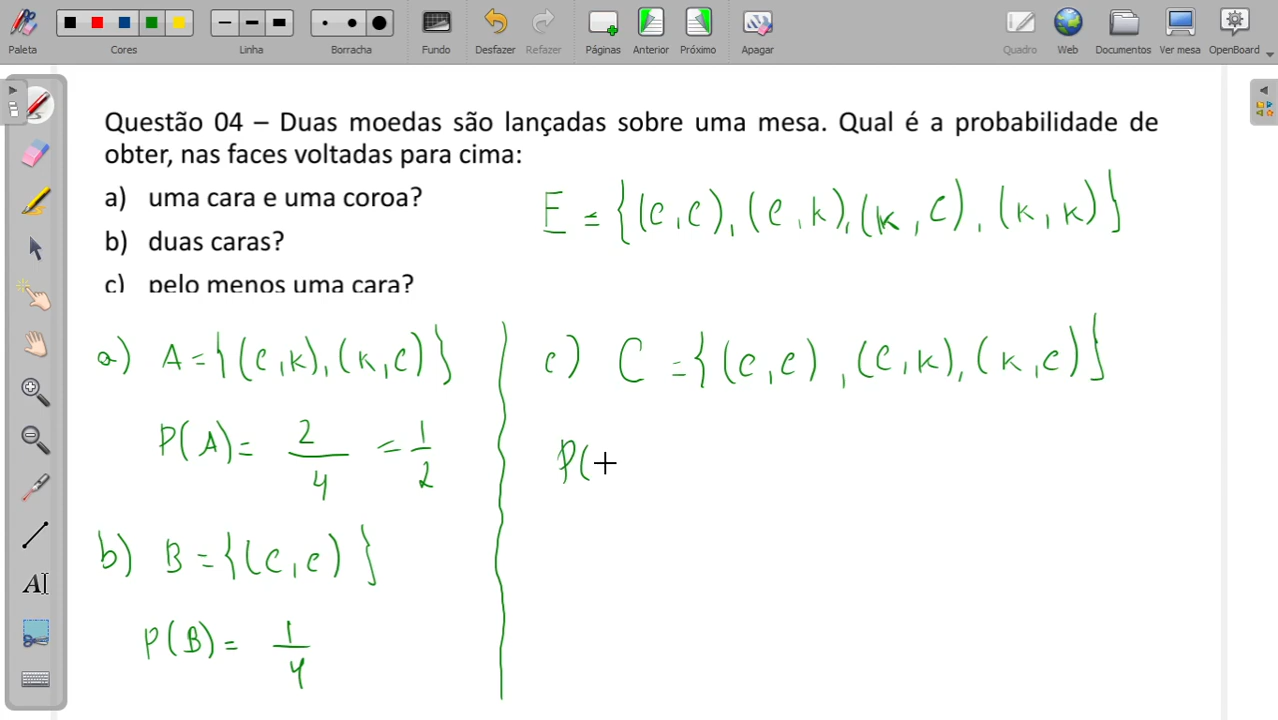 Paleta Cores Linha Borracha Fundo Desfazer Refazer Páginas Anterior Próximo Apagar Quadro Web Documentos Ver mesa OpenBoard
Questão 04 – Duas moedas são lançadas sobre uma mesa. Qual é a probabilidade de
obter, nas faces voltadas para cima:
a) uma cara e uma coroa?
E = {(C,C), (C,K), (K,C), (K,K)}
b) duas caras?
c) pelo menos uma cara?
a) A = {(C,K), (K,C)}
P(A) = 2/4 = 1/2
b) B = {(C,C)}
P(B) = 1/4
c) C = {(C,C), (C,K), (K,C)}
P(